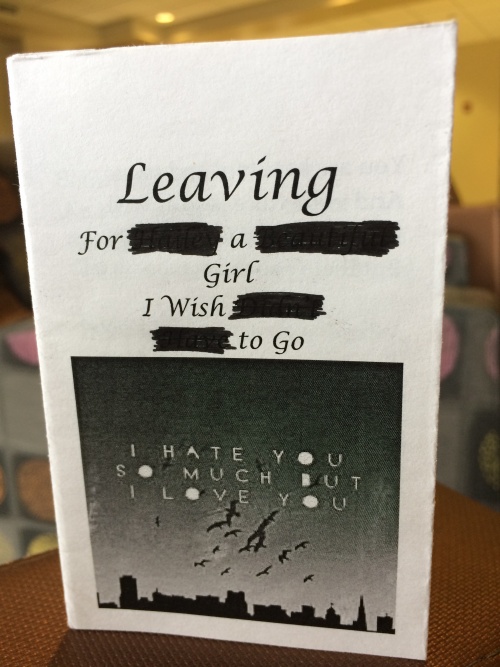 Leaving
For a
Girl
I Wish
to Go
I HATE YOU
SO MUCH BUT
I LOVE YOU